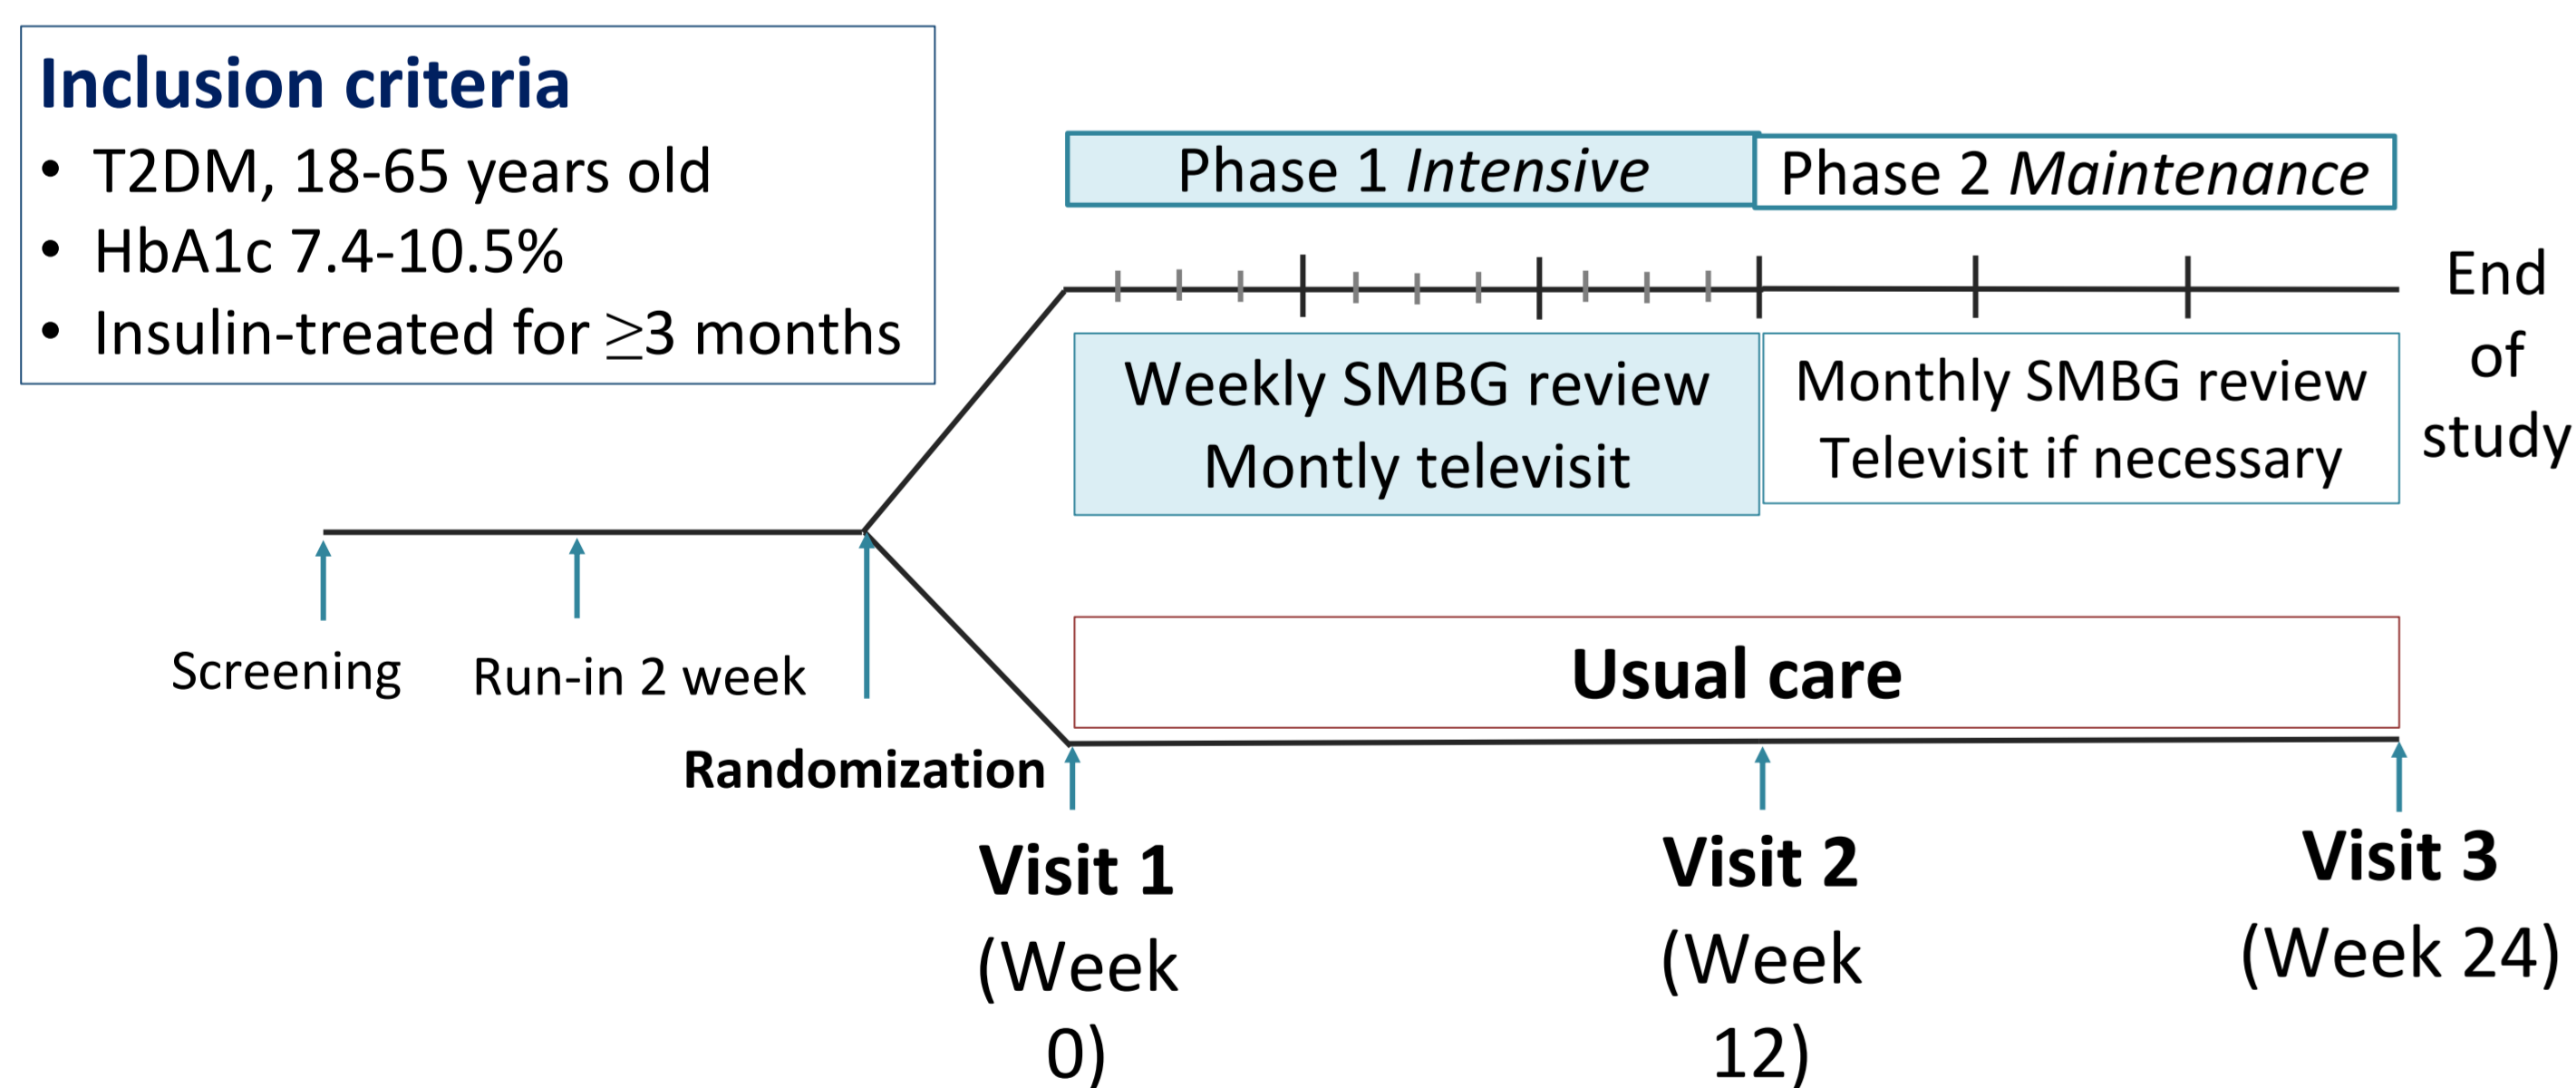 Inclusion criteria
• T2DM, 18-65 years old
• HbA1c 7.4-10.5%
• Insulin-treated for ≥3 months
Phase 1 Intensive
Phase 2 Maintenance
End
of
study
Weekly SMBG review
Montly televisit
Monthly SMBG review
Televisit if necessary
Screening
Run-in 2 week
Randomization
Usual care
Visit 1
(Week
0)
Visit 2
(Week
12)
Visit 3
(Week 24)